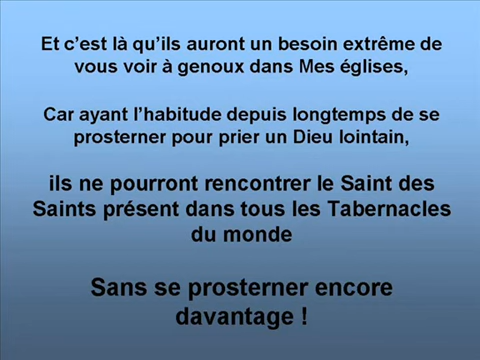 Et c’est là qu’ils auront un besoin extrême de
vous voir à genoux dans Mes églises,
Car ayant l’habitude depuis longtemps de se
prosterner pour prier un Dieu lointain,
ils ne pourront rencontrer le Saint des
Saints présent dans tous les Tabernacles
du monde
Sans se prosterner encore
davantage !